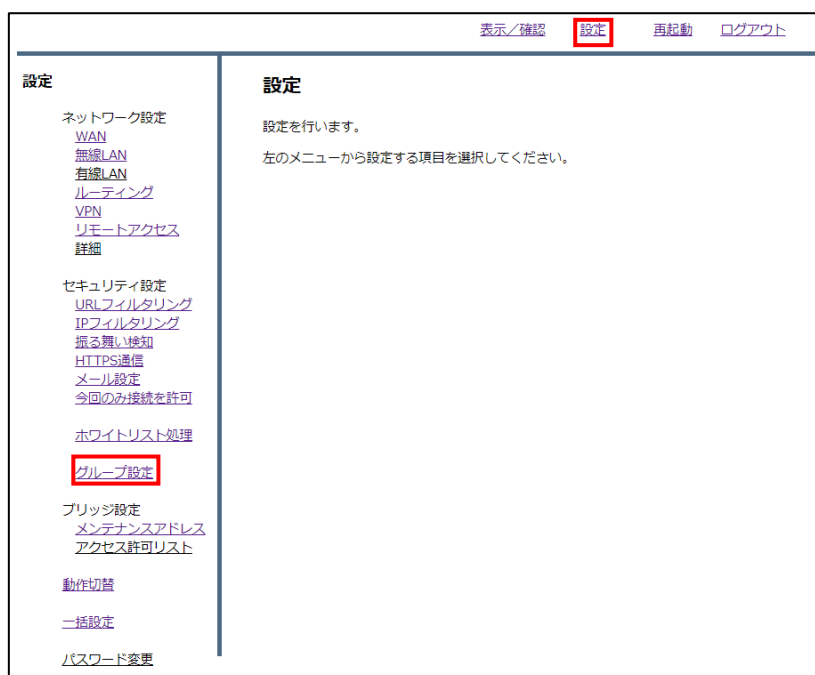 表示／確認 設定 再起動 ログアウト
設定
ネットワーク設定
WAN
無線LAN
有線LAN
ルーティング
VPN
リモートアクセス
詳細
セキュリティ設定
URLフィルタリング
IPフィルタリング
振る舞い検知
HTTPS通信
メール設定
今回のみ接続を許可
ホワイトリスト処理
グループ設定
ブリッジ設定
メンテナンスアドレス
アクセス許可リスト
動作切替
一括設定
パスワード変更
設定
設定を行います。
左のメニューから設定する項目を選択してください。